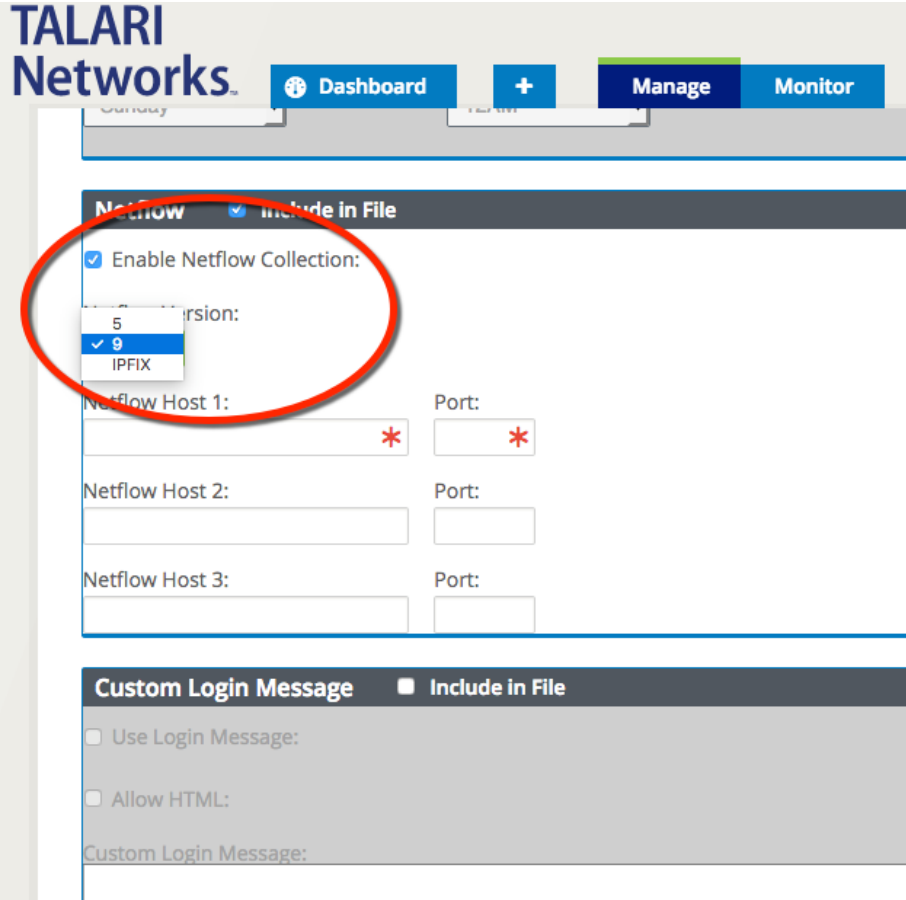 TALARI
Networks
Dashboard + Manage Monitor
Netflow Include in File
Enable Netflow Collection:
5
9
IPFIX
Netflow Host 1: Port:
* *
Netflow Host 2: Port:
Netflow Host 3: Port:
Custom Login Message Include in File
Use Login Message:
Allow HTML:
Custom Login Message: